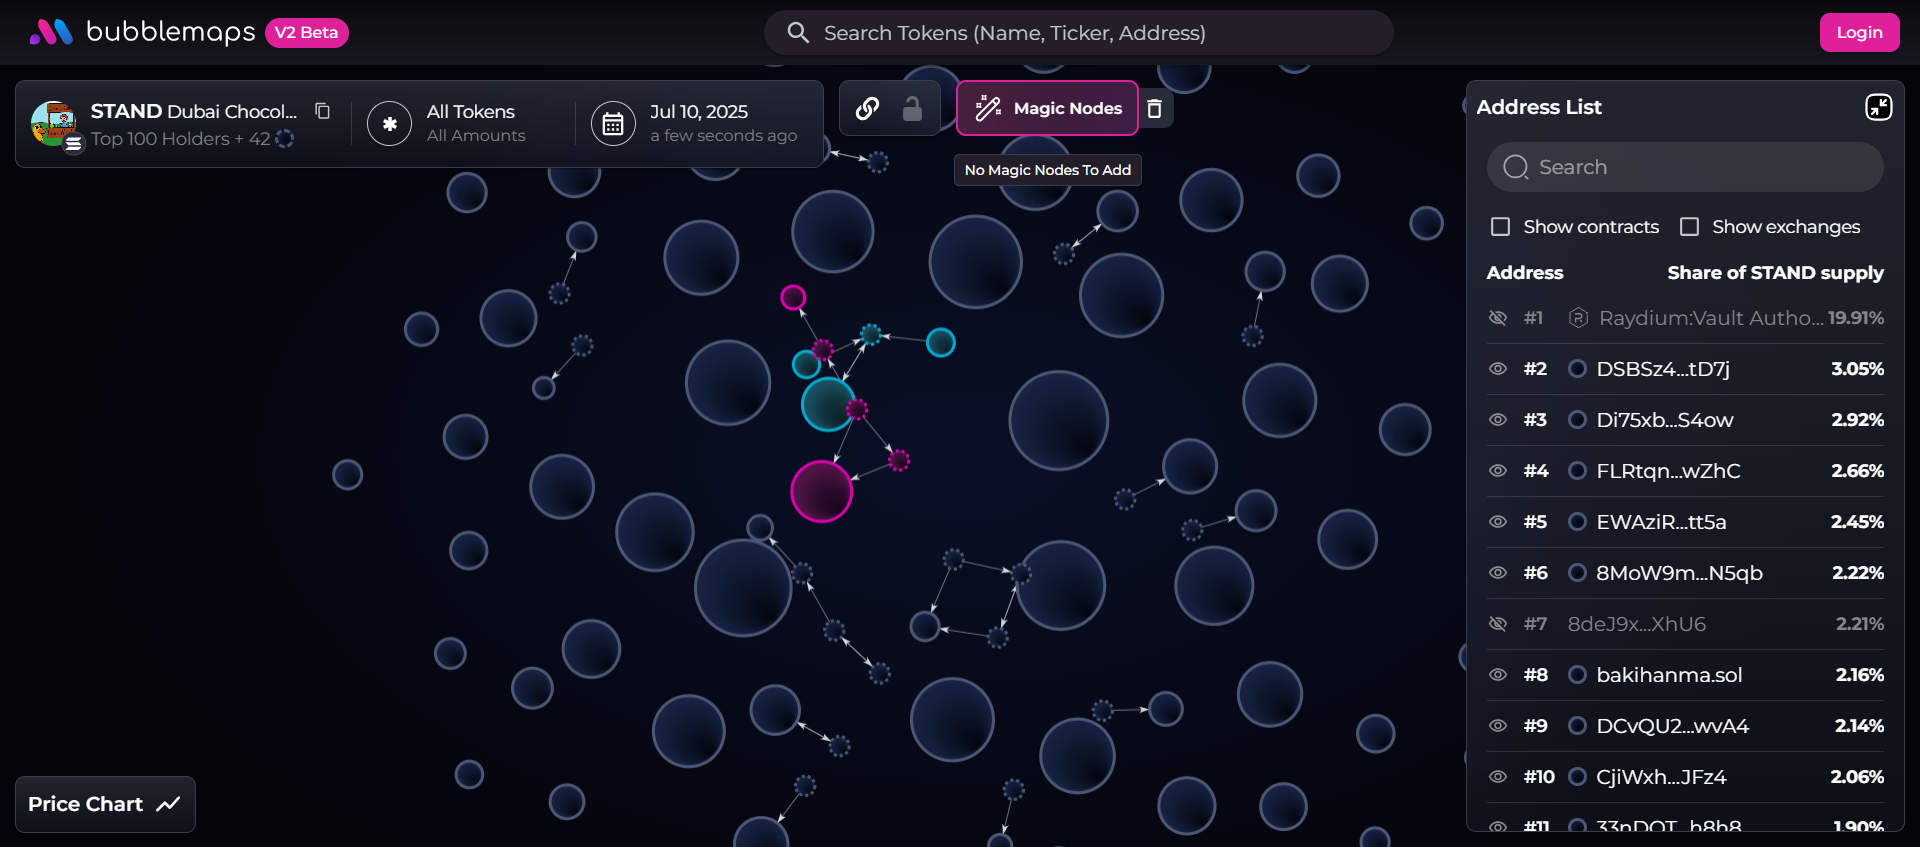 bubblemaps V2 Beta
Search Tokens (Name, Ticker, Address)
Login
STAND Dubai Chocol...
Top 100 Holders + 42
All Tokens
All Amounts
Jul 10, 2025
a few seconds ago
Magic Nodes
No Magic Nodes To Add
Address List
Search
Show contracts Show exchanges
Address Share of STAND supply
#1 Raydium:Vault Autho... 19.91%
#2 DSBSz4...tD7j 3.05%
#3 Di75xb...S4ow 2.92%
#4 FLRtqn...wZhC 2.66%
#5 EWAziR...tt5a 2.45%
#6 8MoW9m...N5qb 2.22%
#7 8deJ9x...XhU6 2.21%
#8 bakihanma.sol 2.16%
#9 DCvQU2...wvA4 2.14%
#10 CjiWxh...JFz4 2.06%
#11 1.90%
Price Chart